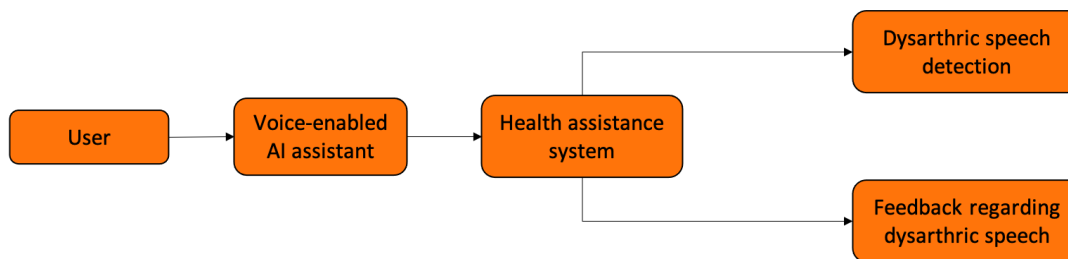 User
Voice-enabled
AI assistant
Health assistance
system
Dysarthric speech
detection
Feedback regarding
dysarthric speech